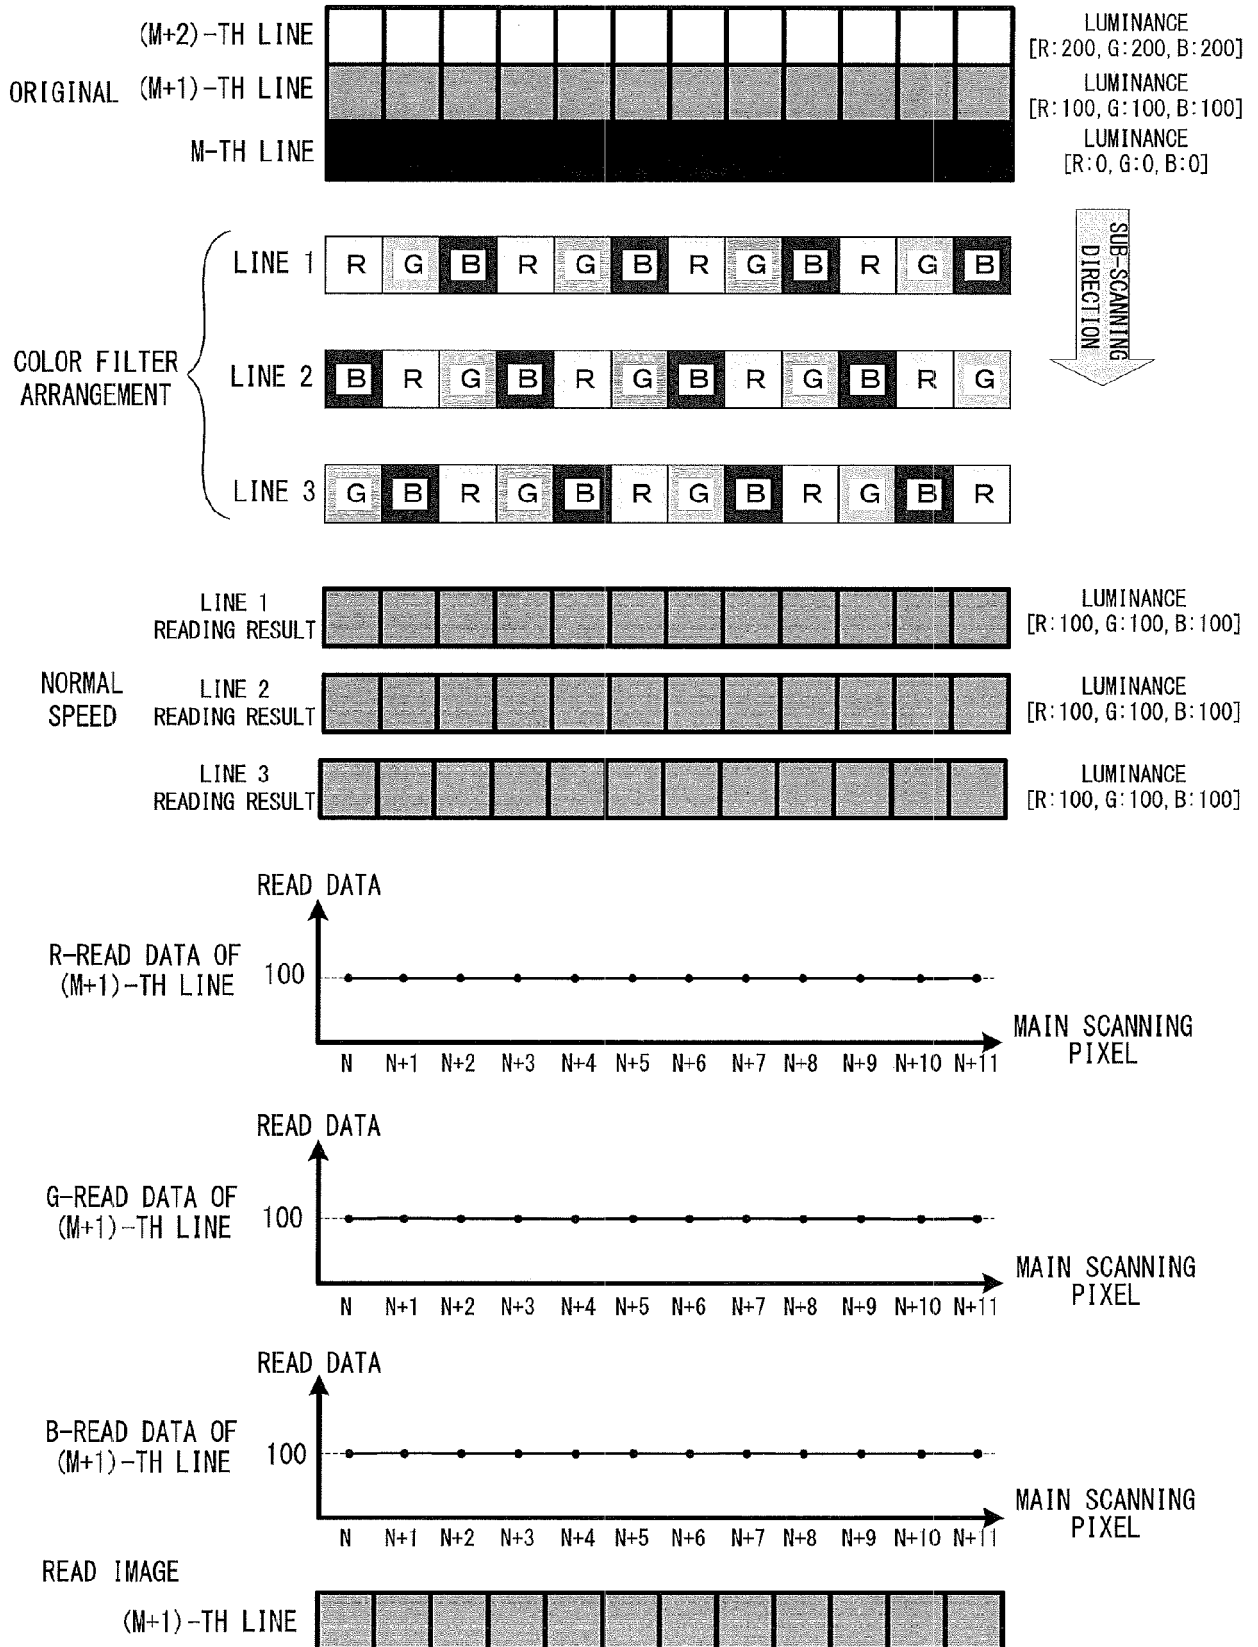 (M+2)-TH LINE
LUMINANCE
[R:200, G:200, B:200]
ORIGINAL
(M+1)-TH LINE
LUMINANCE
[R:100, G:100, B:100]
M-TH LINE
LUMINANCE
[R:0, G:0, B:0]
SUB-SCANNING
DIRECTION
COLOR FILTER
ARRANGEMENT
LINE 1
R G B R G B R G B R G B
LINE 2
B R G B R G B R G B R G
LINE 3
G B R G B R G B R G B R
NORMAL
SPEED
LINE 1
READING RESULT
LUMINANCE
[R:100, G:100, B:100]
LINE 2
READING RESULT
LUMINANCE
[R:100, G:100, B:100]
LINE 3
READING RESULT
LUMINANCE
[R:100, G:100, B:100]
READ DATA
R-READ DATA OF
(M+1)-TH LINE
100
MAIN SCANNING
PIXEL
N N+1 N+2 N+3 N+4 N+5 N+6 N+7 N+8 N+9 N+10 N+11
READ DATA
G-READ DATA OF
(M+1)-TH LINE
100
MAIN SCANNING
PIXEL
N N+1 N+2 N+3 N+4 N+5 N+6 N+7 N+8 N+9 N+10 N+11
READ DATA
B-READ DATA OF
(M+1)-TH LINE
100
MAIN SCANNING
PIXEL
N N+1 N+2 N+3 N+4 N+5 N+6 N+7 N+8 N+9 N+10 N+11
READ IMAGE
(M+1)-TH LINE